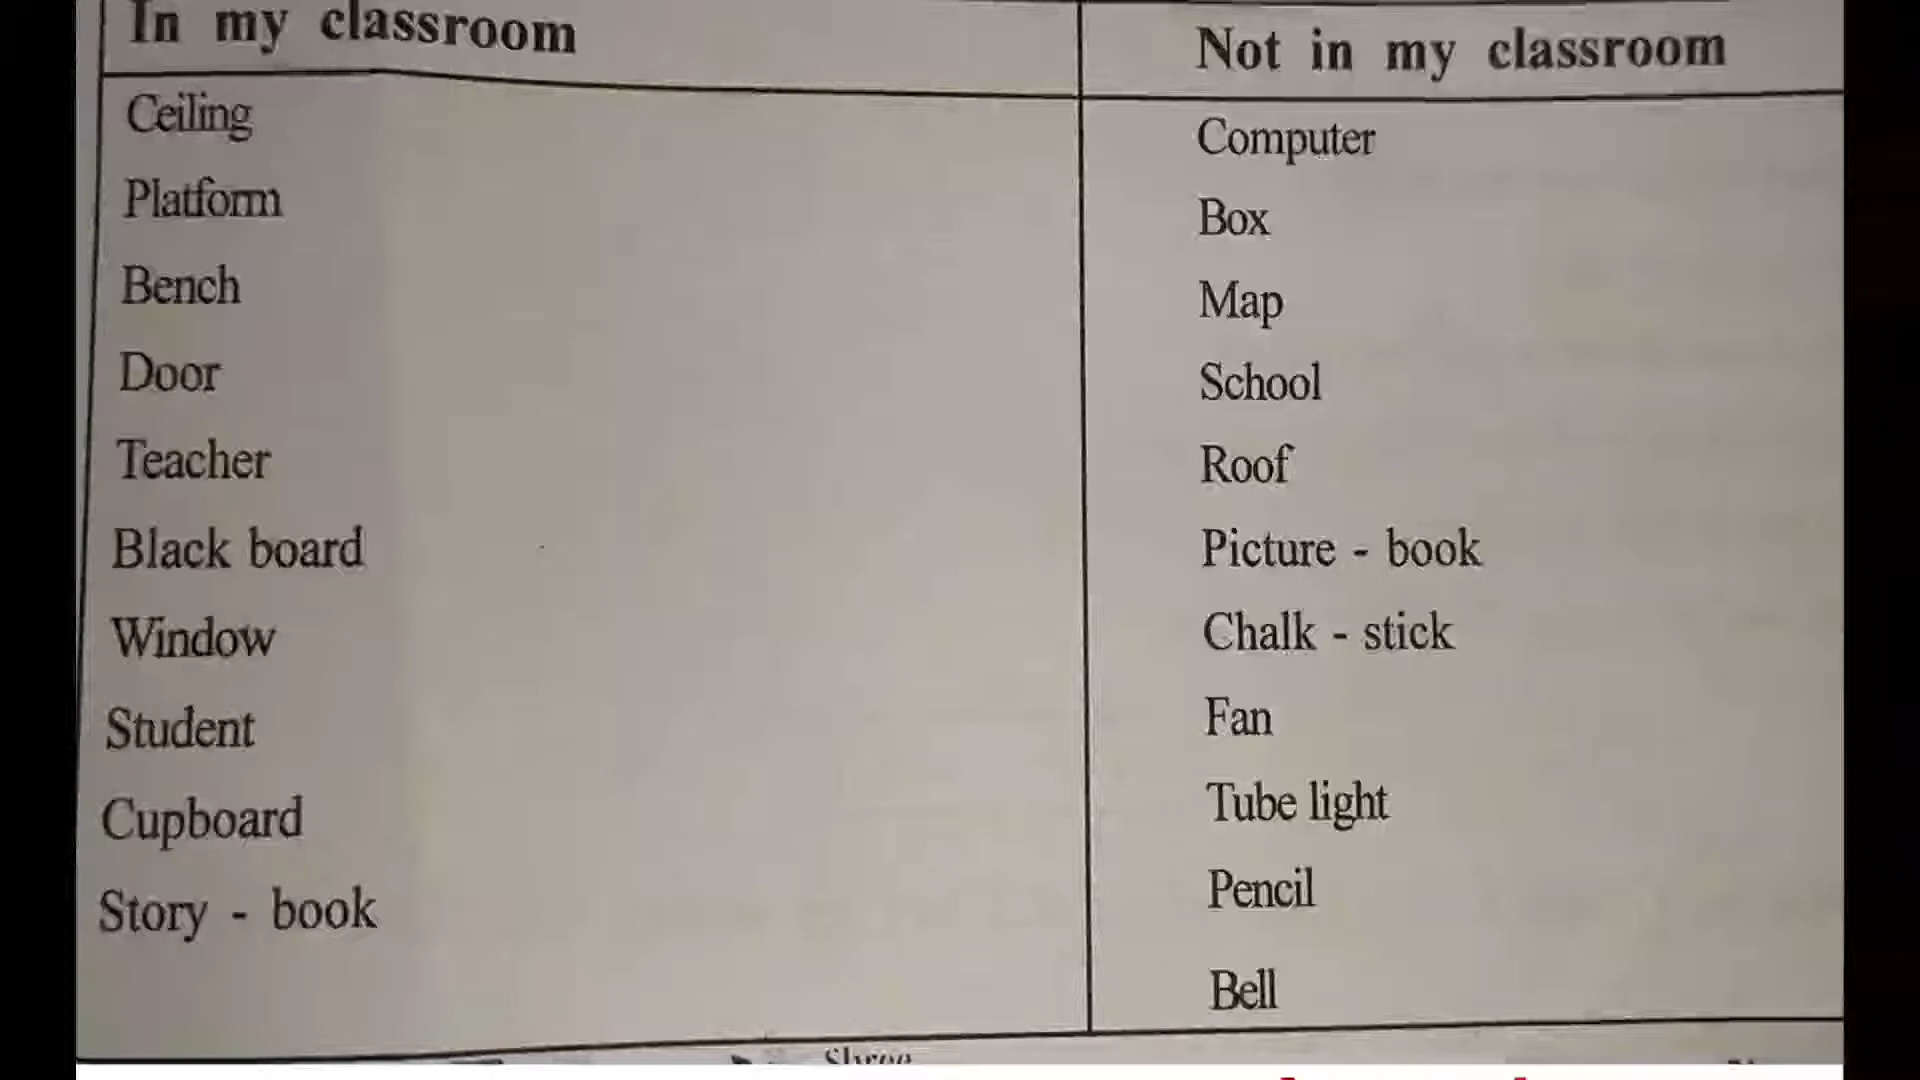 In my classroom
Not in my classroom
Ceiling
Platform
Bench
Door
Teacher
Black board
Window
Student
Cupboard
Story - book
Computer
Box
Map
School
Roof
Picture - book
Chalk - stick
Fan
Tube light
Pencil
Bell